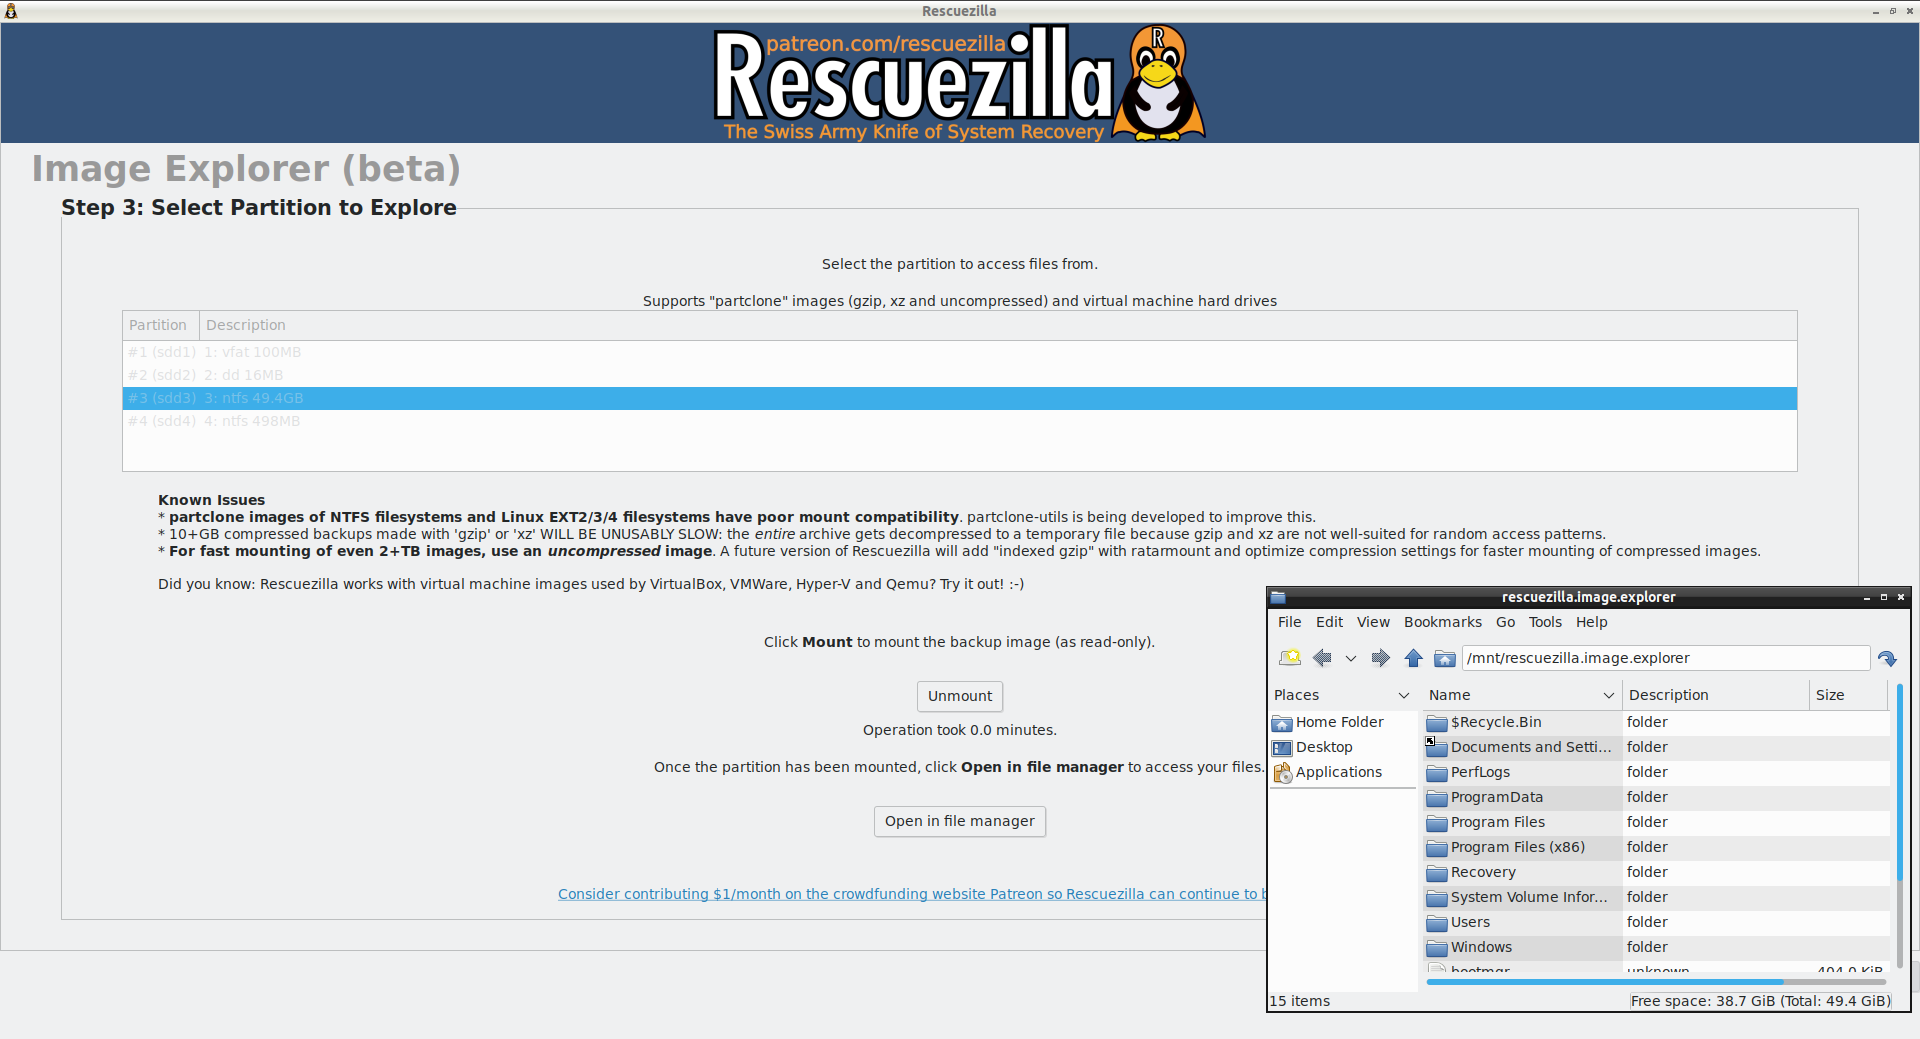 Rescuezilla
patreon.com/rescuezilla
Rescuezilla
R
The Swiss Army Knife of System Recovery
Image Explorer (beta)
Step 3: Select Partition to Explore
Select the partition to access files from.
Supports "partclone" images (gzip, xz and uncompressed) and virtual machine hard drives
Partition Description
#1 (sdd1) 1: vfat 100MB
#2 (sdd2) 2: dd 16MB
#3 (sdd3) 3: ntfs 49.4GB
#4 (sdd4) 4: ntfs 498MB
Known Issues
* partclone images of NTFS filesystems and Linux EXT2/3/4 filesystems have poor mount compatibility. partclone-utils is being developed to improve this.
* 10+GB compressed backups made with 'gzip' or 'xz' WILL BE UNUSABLY SLOW: the entire archive gets decompressed to a temporary file because gzip and xz are not well-suited for random access patterns.
* For fast mounting of even 2+TB images, use an uncompressed image. A future version of Rescuezilla will add "indexed gzip" with ratarmount and optimize compression settings for faster mounting of compressed images.
Did you know: Rescuezilla works with virtual machine images used by VirtualBox, VMWare, Hyper-V and Qemu? Try it out! :-)
Click Mount to mount the backup image (as read-only).
Unmount
Operation took 0.0 minutes.
Once the partition has been mounted, click Open in file manager to access your files.
Open in file manager
Consider contributing $1/month on the crowdfunding website Patreon so Rescuezilla can continue to
rescuezilla.image.explorer
File Edit View Bookmarks Go Tools Help
/mnt/rescuezilla.image.explorer
Places
Home Folder
Desktop
Applications
Name Description Size
$Recycle.Bin folder
Documents and Setti... folder
PerfLogs folder
ProgramData folder
Program Files folder
Program Files (x86) folder
Recovery folder
System Volume Infor... folder
Users folder
Windows folder
bootmgr unknown 404.0 KiB
15 items
Free space: 38.7 GiB (Total: 49.4 GiB)